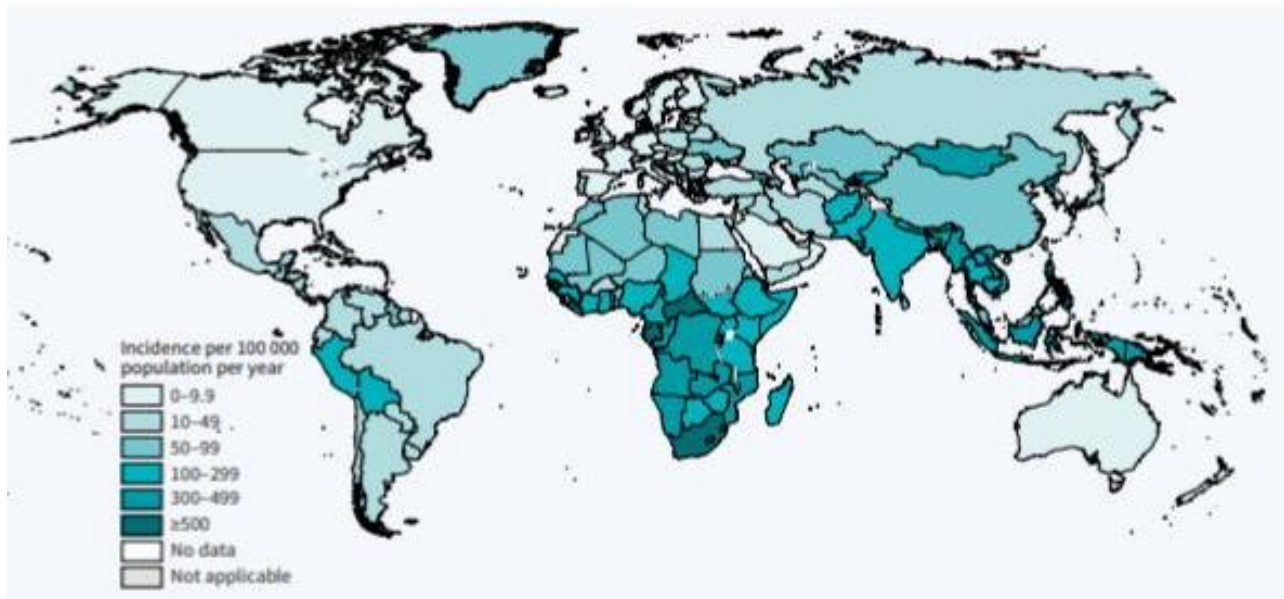 Incidence per 100 000
population per year
0–9.9
10–49
50–99
100–299
300–499
≥500
No data
Not applicable